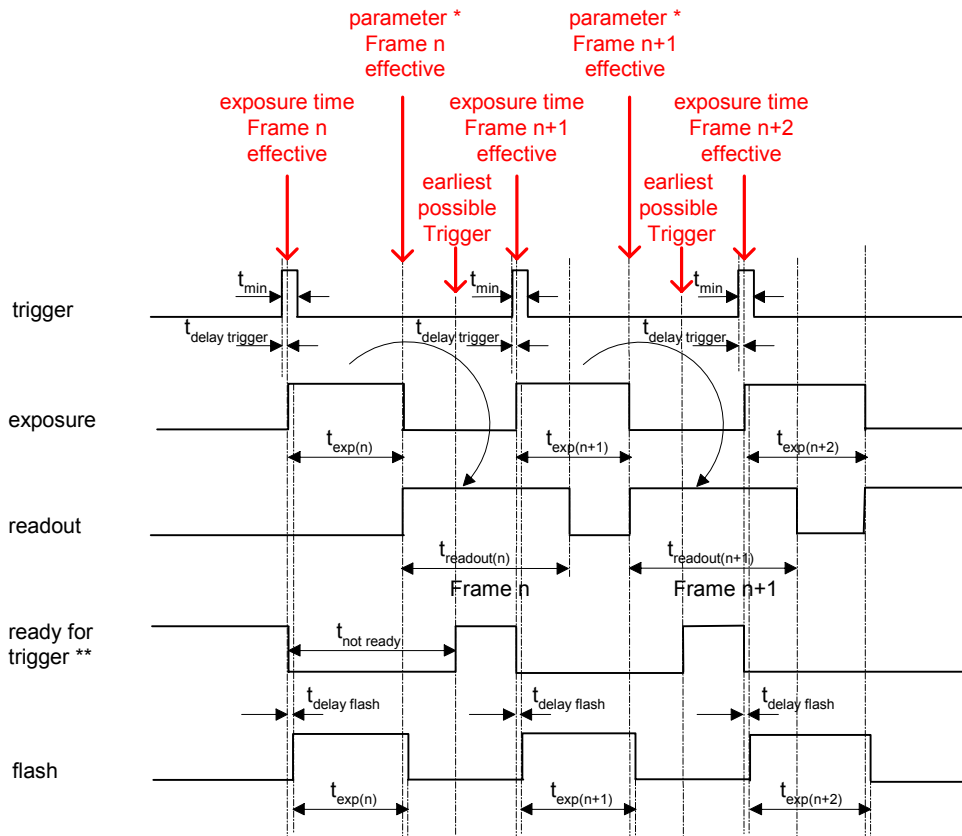 parameter *
Frame n
effective
parameter *
Frame n+1
effective
exposure time
Frame n
effective
exposure time
Frame n+1
effective
exposure time
Frame n+2
effective
earliest
possible
Trigger
earliest
possible
Trigger
trigger
tmin
tmin
tmin
tdelay trigger
tdelay trigger
tdelay trigger
exposure
texp(n)
texp(n+1)
texp(n+2)
readout
treadout(n)
treadout(n+1)
Frame n
Frame n+1
ready for
trigger **
tnot ready
tdelay flash
tdelay flash
tdelay flash
flash
texp(n)
texp(n+1)
texp(n+2)